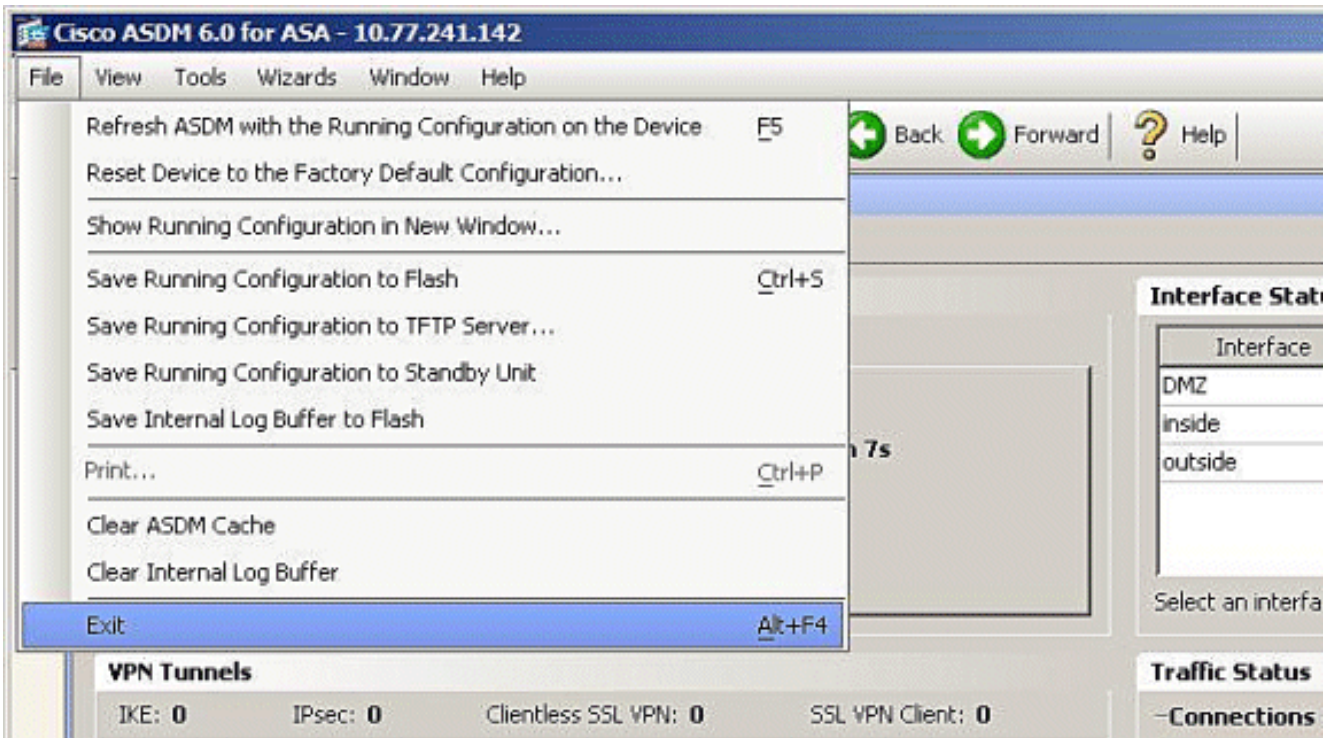 Cisco ASDM 6.0 for ASA - 10.77.241.142
File View Tools Wizards Window Help
Refresh ASDM with the Running Configuration on the Device F5
Back Forward Help
Reset Device to the Factory Default Configuration...
Show Running Configuration in New Window...
Save Running Configuration to Flash Ctrl+S
Save Running Configuration to TFTP Server...
Save Running Configuration to Standby Unit
Save Internal Log Buffer to Flash
7s
Print... Ctrl+P
Clear ASDM Cache
Clear Internal Log Buffer
Exit Alt+F4
Interface Stat
Interface
DMZ
inside
outside
Select an interfa
VPN Tunnels
IKE: 0 IPsec: 0 Clientless SSL VPN: 0 SSL VPN Client: 0
Traffic Status
Connections